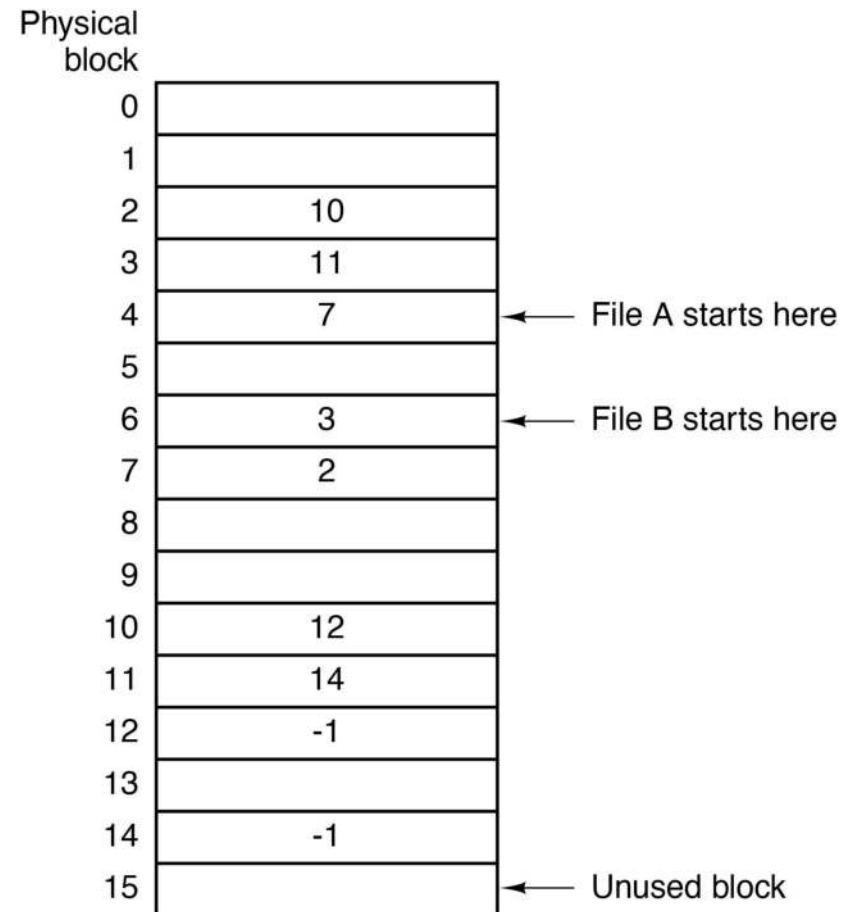 Physical
block
0
1
2 10
3 11
4 7 File A starts here
5
6 3 File B starts here
7 2
8
9
10 12
11 14
12 -1
13
14 -1
15 Unused block